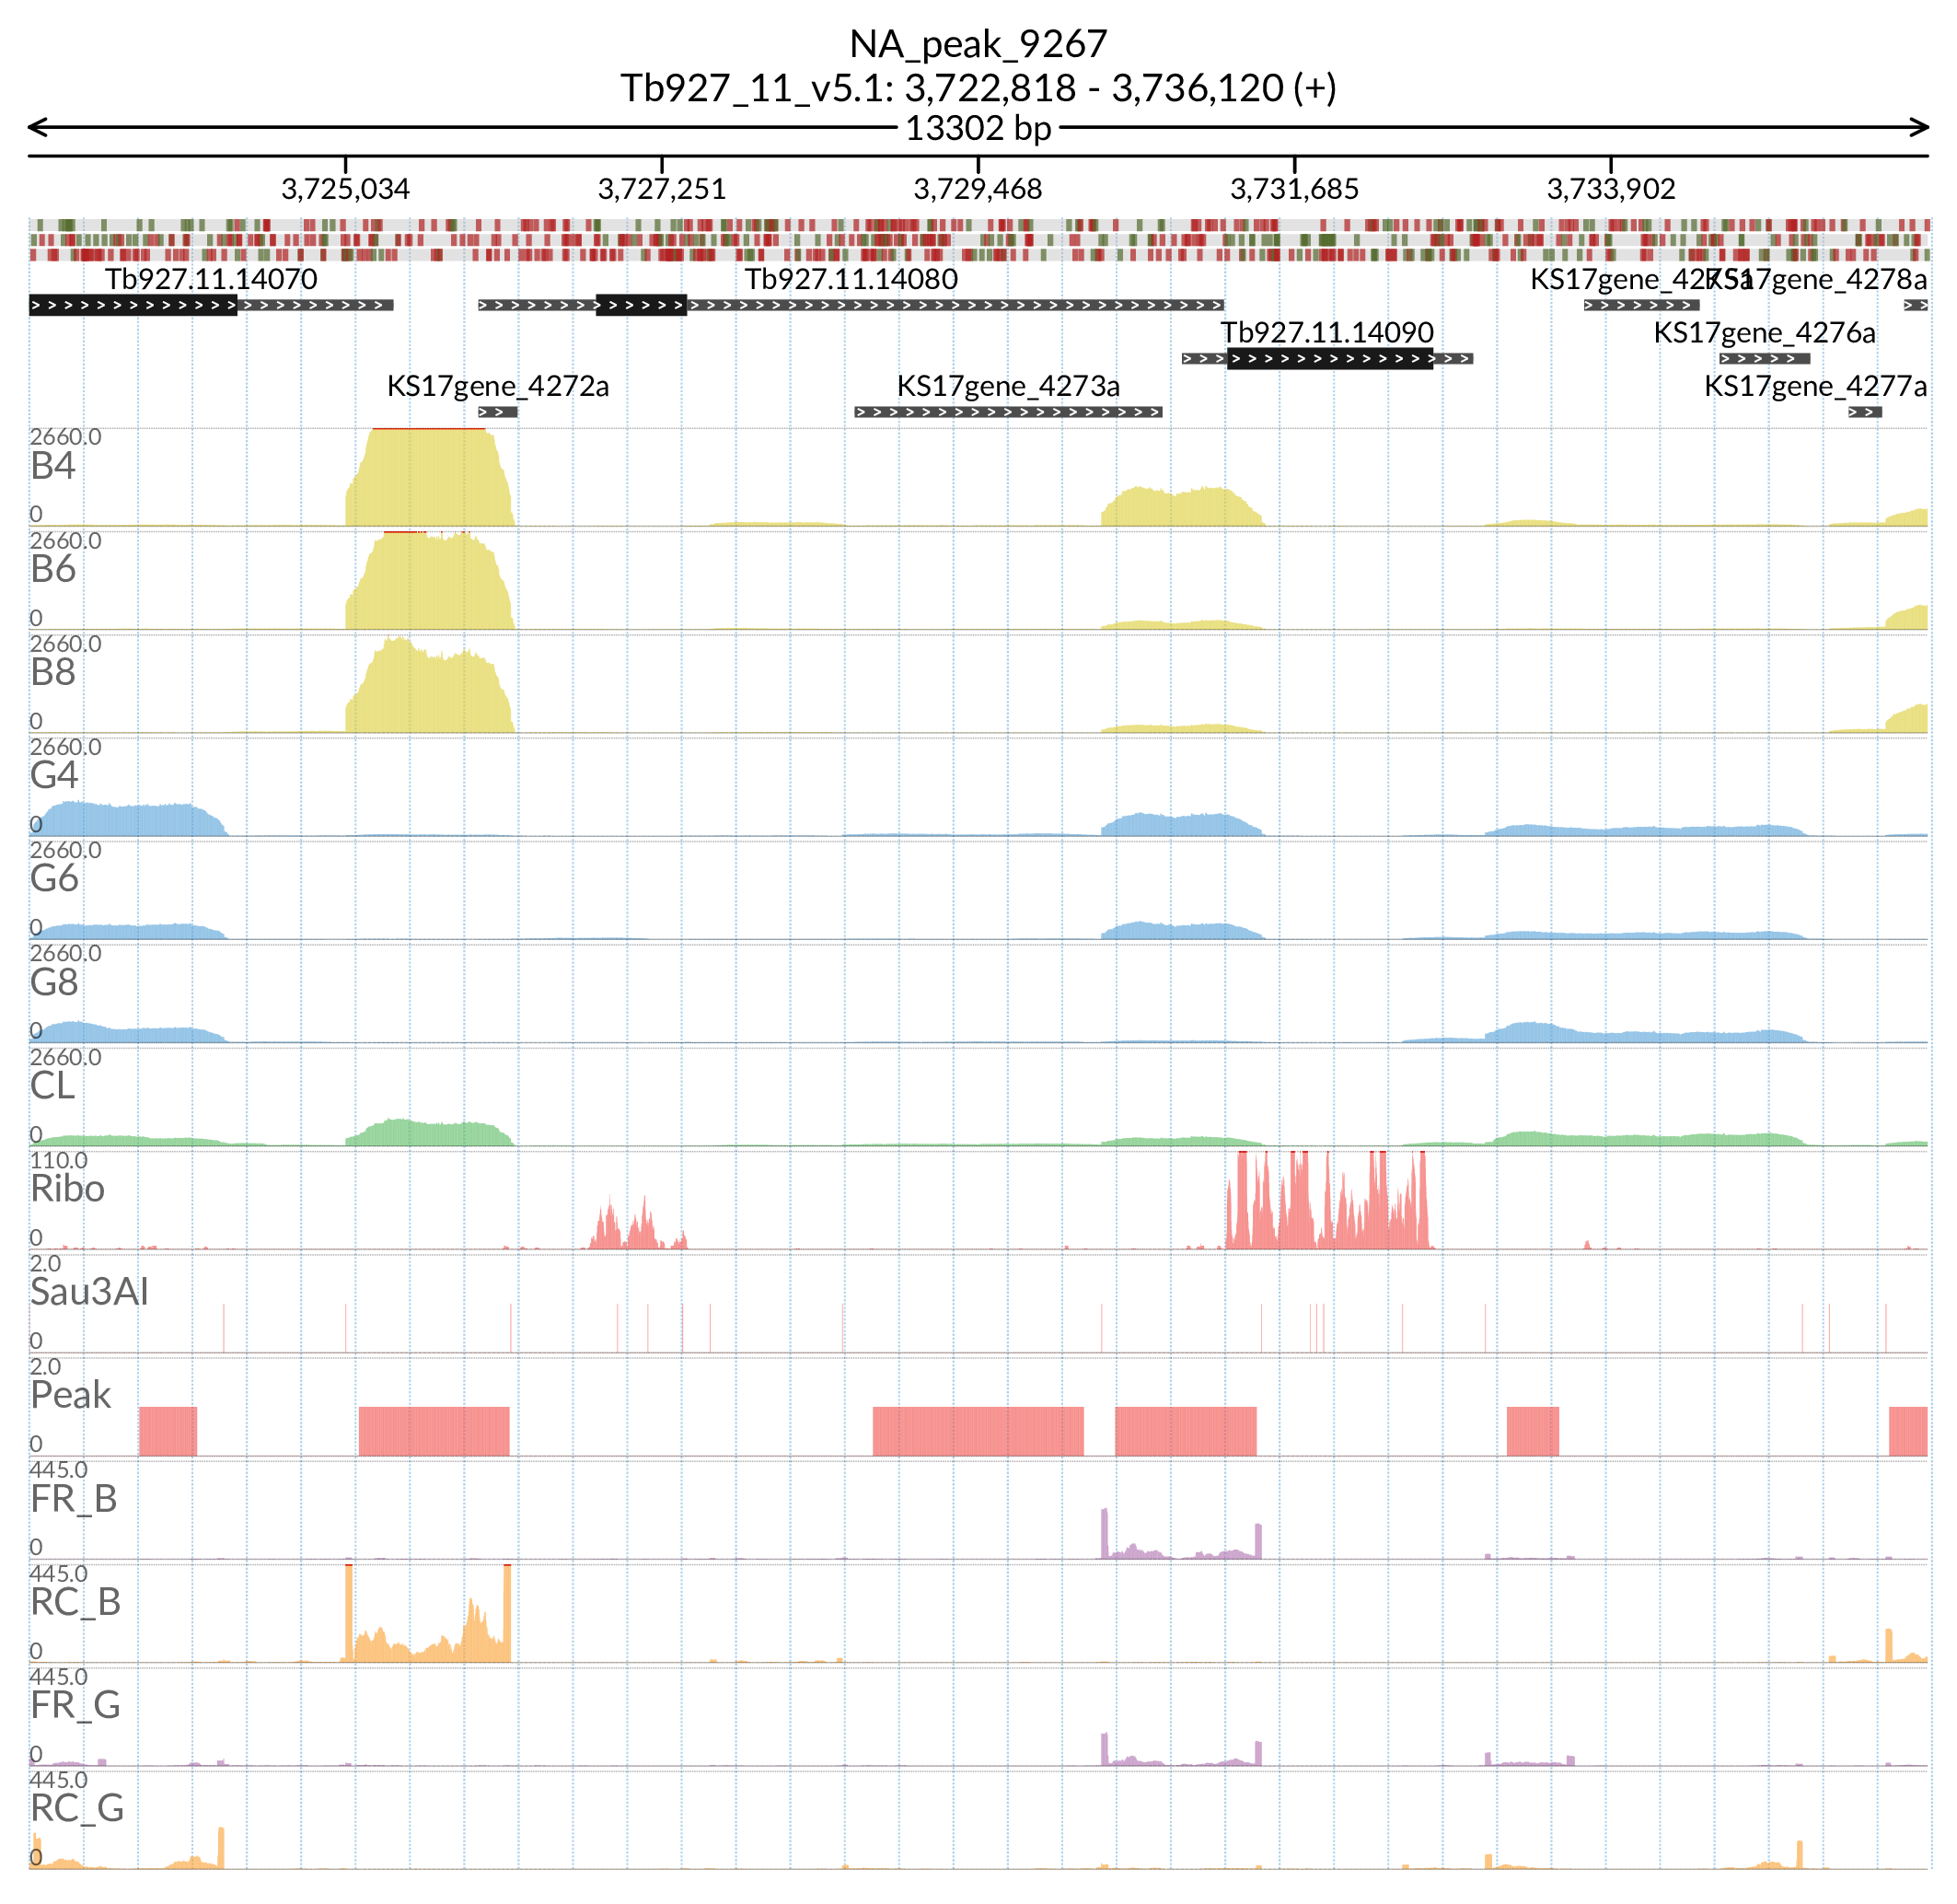 NA_peak_9267
Tb927_11_v5.1: 3,722,818 - 3,736,120 (+)
13302 bp
3,725,034 3,727,251 3,729,468 3,731,685 3,733,902
Tb927.11.14070 Tb927.11.14080 KS17gene_4275a KS17gene_4278a
Tb927.11.14090 KS17gene_4276a
KS17gene_4272a KS17gene_4273a KS17gene_4277a
2660.0
B4
0
2660.0
B6
0
2660.0
B8
0
2660.0
G4
0
2660.0
G6
0
2660.0
G8
0
2660.0
CL
0
110.0
Ribo
0
2.0
Sau3AI
0
2.0
Peak
0
445.0
FR_B
0
445.0
RC_B
0
445.0
FR_G
0
445.0
RC_G
0